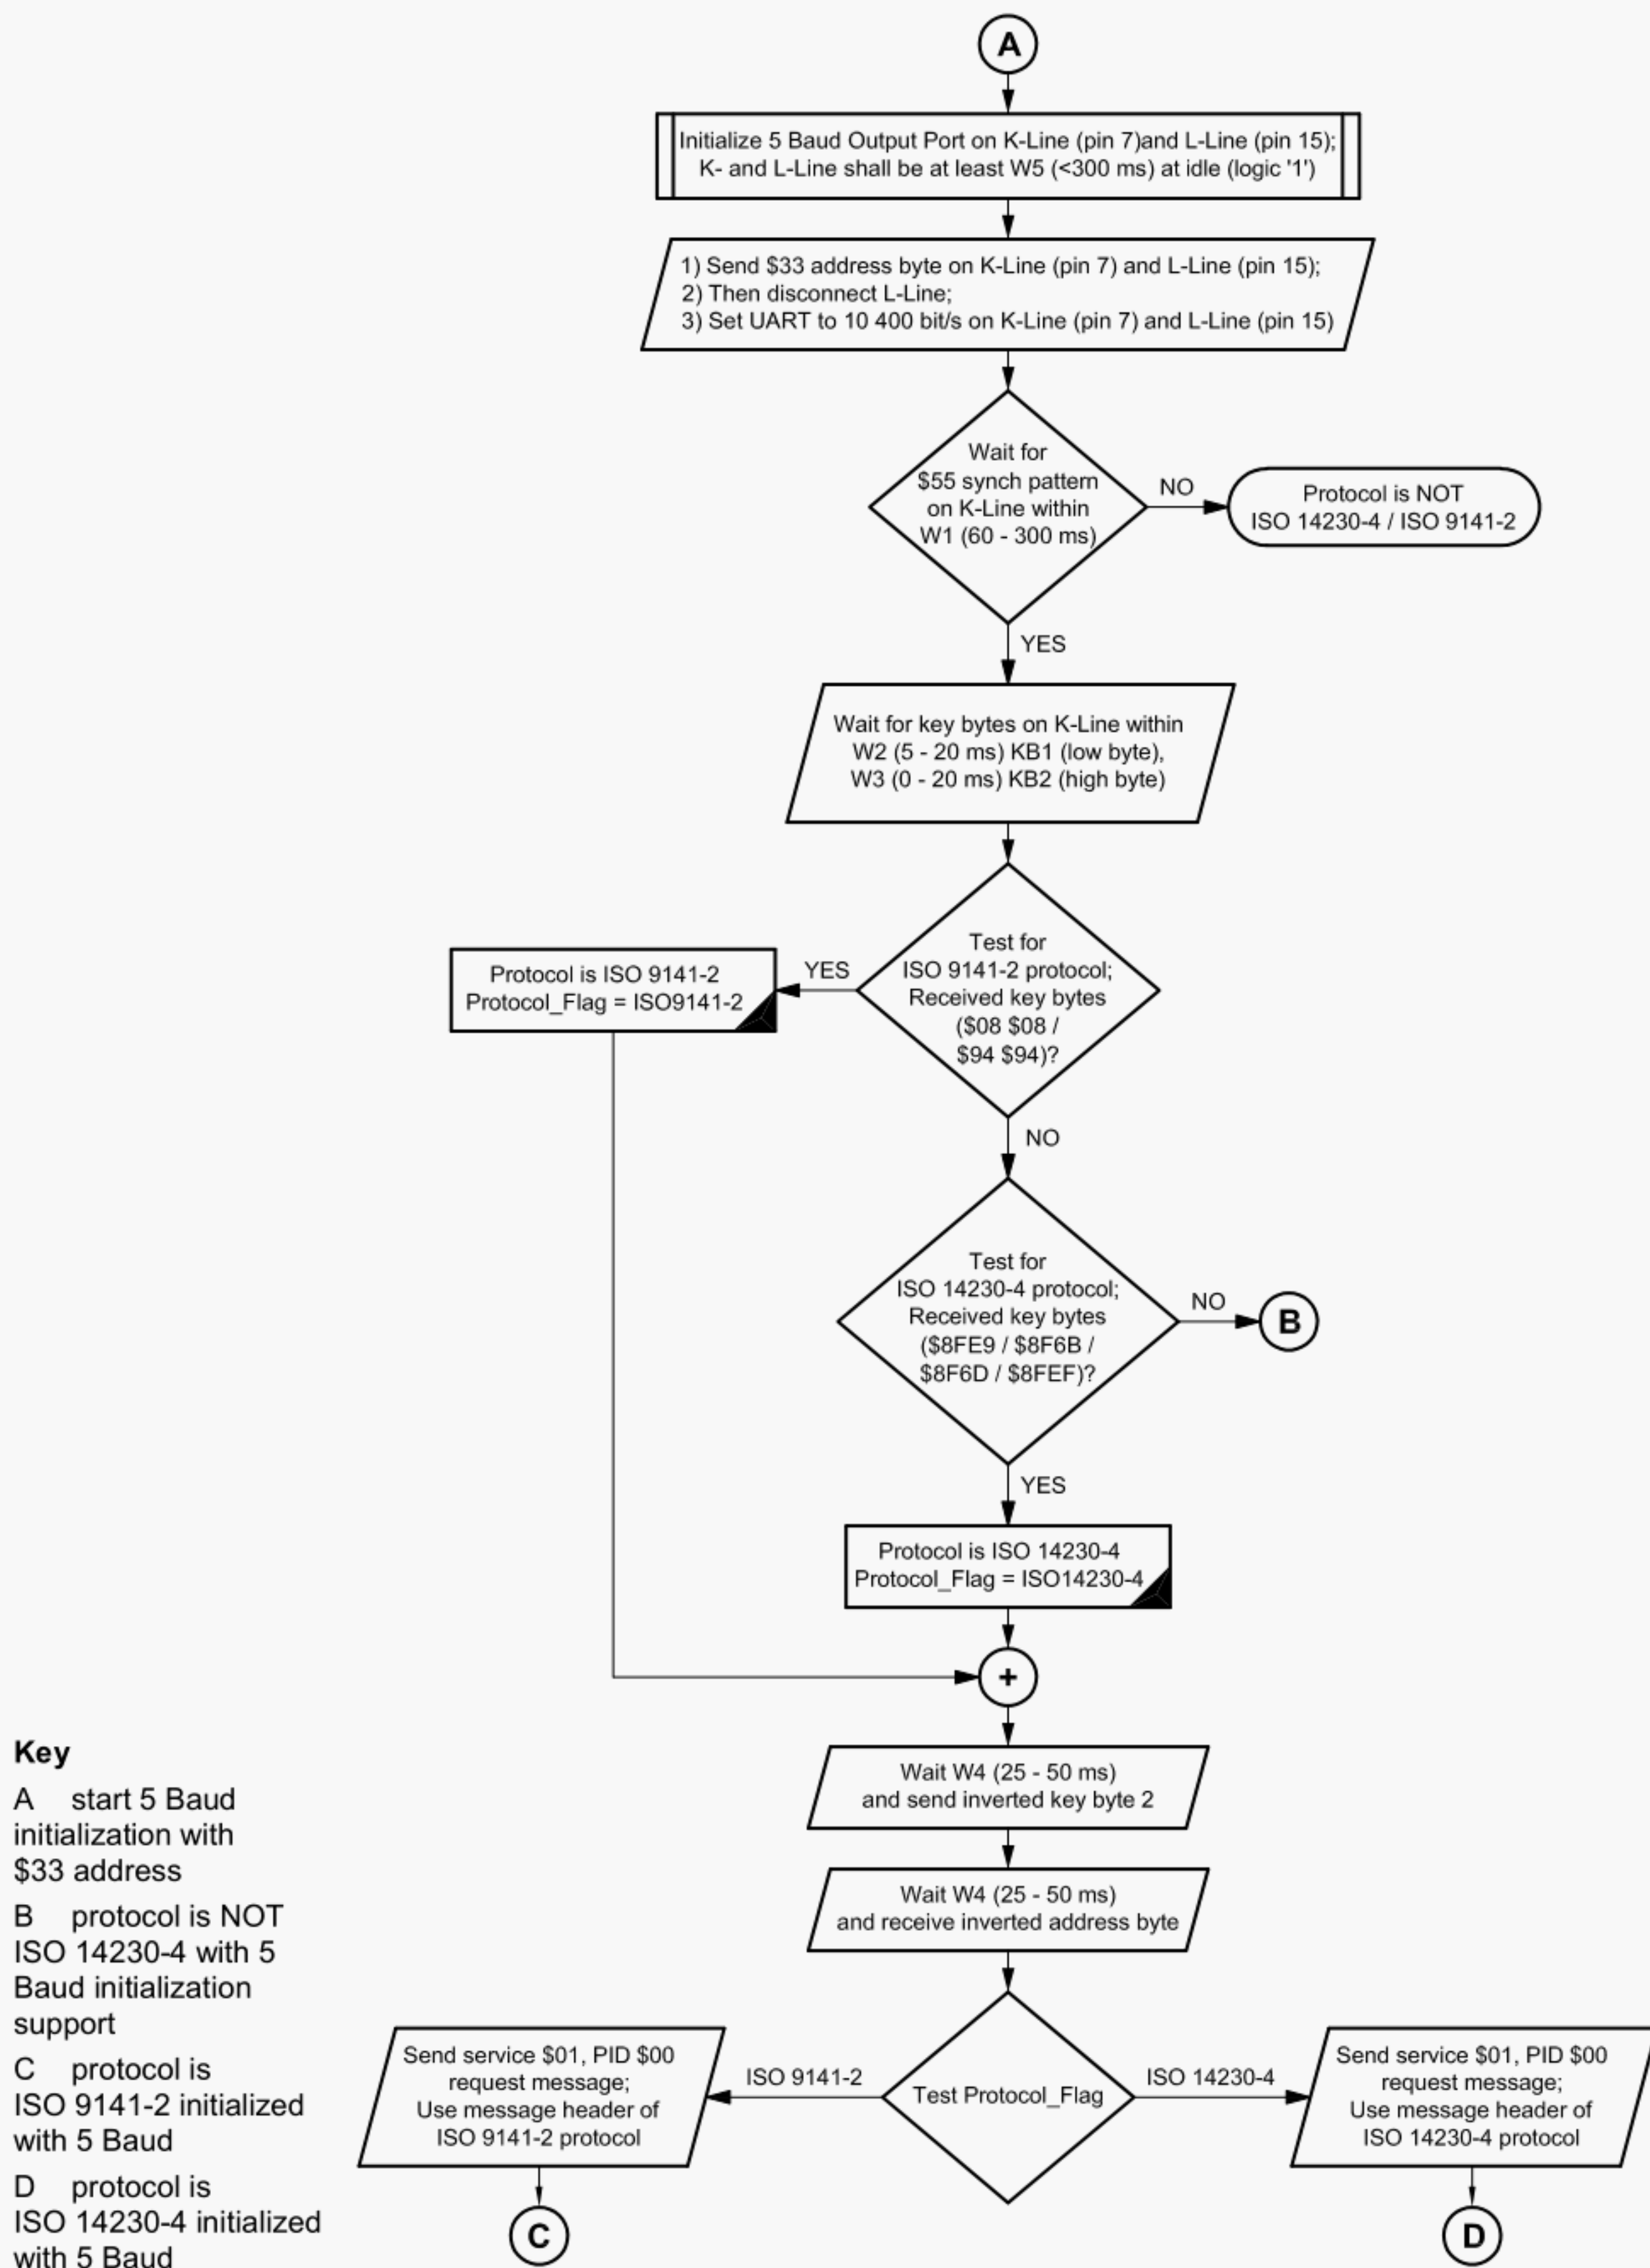 A
Initialize 5 Baud Output Port on K-Line (pin 7)and L-Line (pin 15);
K- and L-Line shall be at least W5 (<300 ms) at idle (logic '1')
1) Send $33 address byte on K-Line (pin 7) and L-Line (pin 15);
2) Then disconnect L-Line;
3) Set UART to 10 400 bit/s on K-Line (pin 7) and L-Line (pin 15)
Wait for
$55 synch pattern
on K-Line within
W1 (60 - 300 ms)
NO
Protocol is NOT
ISO 14230-4 / ISO 9141-2
YES
Wait for key bytes on K-Line within
W2 (5 - 20 ms) KB1 (low byte),
W3 (0 - 20 ms) KB2 (high byte)
Test for
ISO 9141-2 protocol;
Received key bytes
($08 $08 /
$94 $94)?
YES
Protocol is ISO 9141-2
Protocol_Flag = ISO9141-2
NO
Test for
ISO 14230-4 protocol;
Received key bytes
($8FE9 / $8F6B /
$8F6D / $8FEF)?
NO
B
YES
Protocol is ISO 14230-4
Protocol_Flag = ISO14230-4
+
Wait W4 (25 - 50 ms)
and send inverted key byte 2
Wait W4 (25 - 50 ms)
and receive inverted address byte
Test Protocol_Flag
ISO 9141-2
Send service $01, PID $00
request message;
Use message header of
ISO 9141-2 protocol
C
ISO 14230-4
Send service $01, PID $00
request message;
Use message header of
ISO 14230-4 protocol
D
Key
A start 5 Baud
initialization with
$33 address
B protocol is NOT
ISO 14230-4 with 5
Baud initialization
support
C protocol is
ISO 9141-2 initialized
with 5 Baud
D protocol is
ISO 14230-4 initialized
with 5 Baud